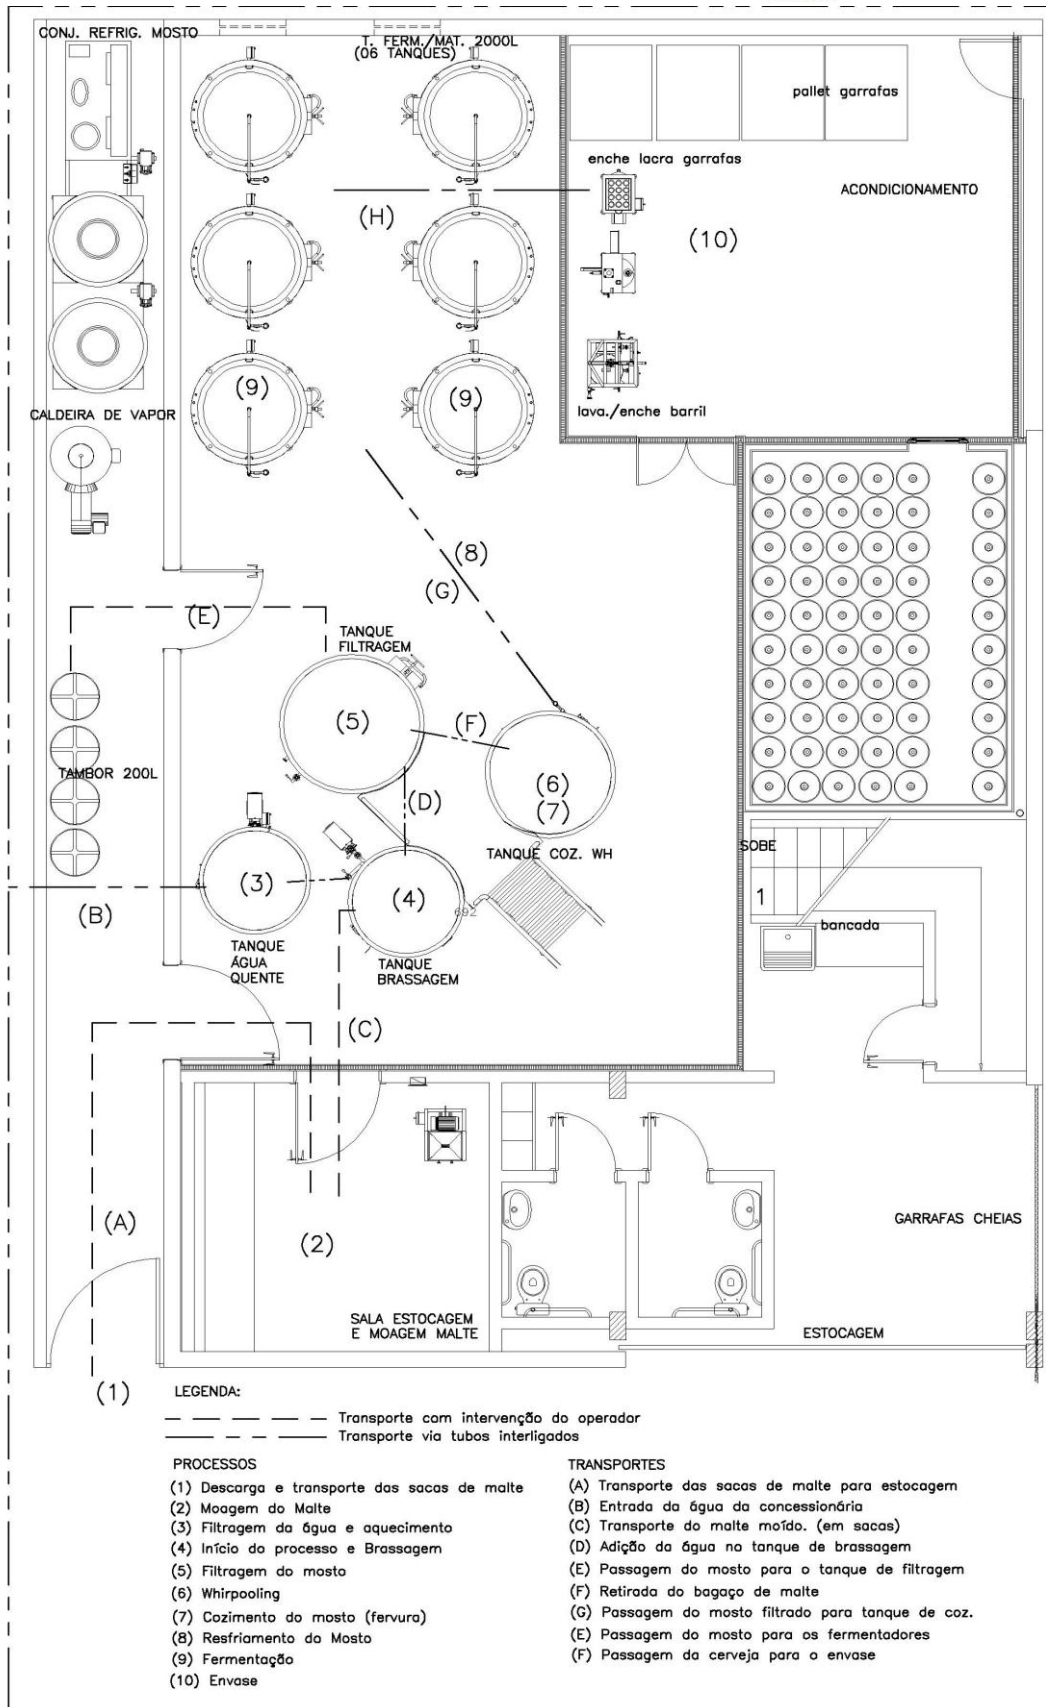 CONJ. REFRIG. MOSTO
T. FERM./MAT. 2000L
(06 TANQUES)
pallet garrafas
enche lacra garrafas
ACONDICIONAMENTO
(H)
(10)
(9)
(9)
lava./enche barril
CALDEIRA DE VAPOR
(8)
(G)
(E)
TANQUE
FILTRAGEM
(5)
(F)
TAMBOR 200L
(6)
(7)
(D)
TANQUE COZ. WH
SOBE
(3)
(4)
1
(B)
692
bancada
TANQUE
ÁGUA
QUENTE
TANQUE
BRASSAGEM
(C)
(A)
(2)
GARRAFAS CHEIAS
SALA ESTOCAGEM
E MOAGEM MALTE
ESTOCAGEM
(1)
LEGENDA:
Transporte com intervenção do operador
Transporte via tubos interligados
PROCESSOS
(1) Descarga e transporte das sacas de malte
(2) Moagem do Malte
(3) Filtragem da água e aquecimento
(4) Início do processo e Brassagem
(5) Filtragem do mosto
(6) Whirpooling
(7) Cozimento do mosto (fervura)
(8) Resfriamento do Mosto
(9) Fermentação
(10) Envase
TRANSPORTES
(A) Transporte das sacas de malte para estocagem
(B) Entrada da água da concessionária
(C) Transporte do malte moído. (em sacas)
(D) Adição da água no tanque de brassagem
(E) Passagem do mosto para o tanque de filtragem
(F) Retirada do bagaço de malte
(G) Passagem do mosto filtrado para tanque de coz.
(E) Passagem do mosto para os fermentadores
(F) Passagem da cerveja para o envase